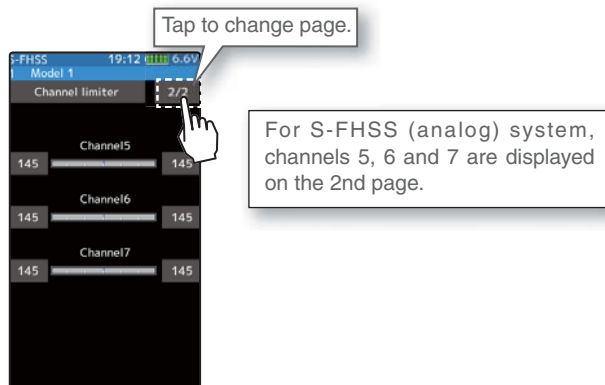 Tap to change page.
S-FHSS 19:12 6.6V
1 Model 1
Channel limiter 2/2
Channel5
145 145
Channel6
145 145
Channel7
145 145
For S-FHSS (analog) system,
channels 5, 6 and 7 are displayed
on the 2nd page.